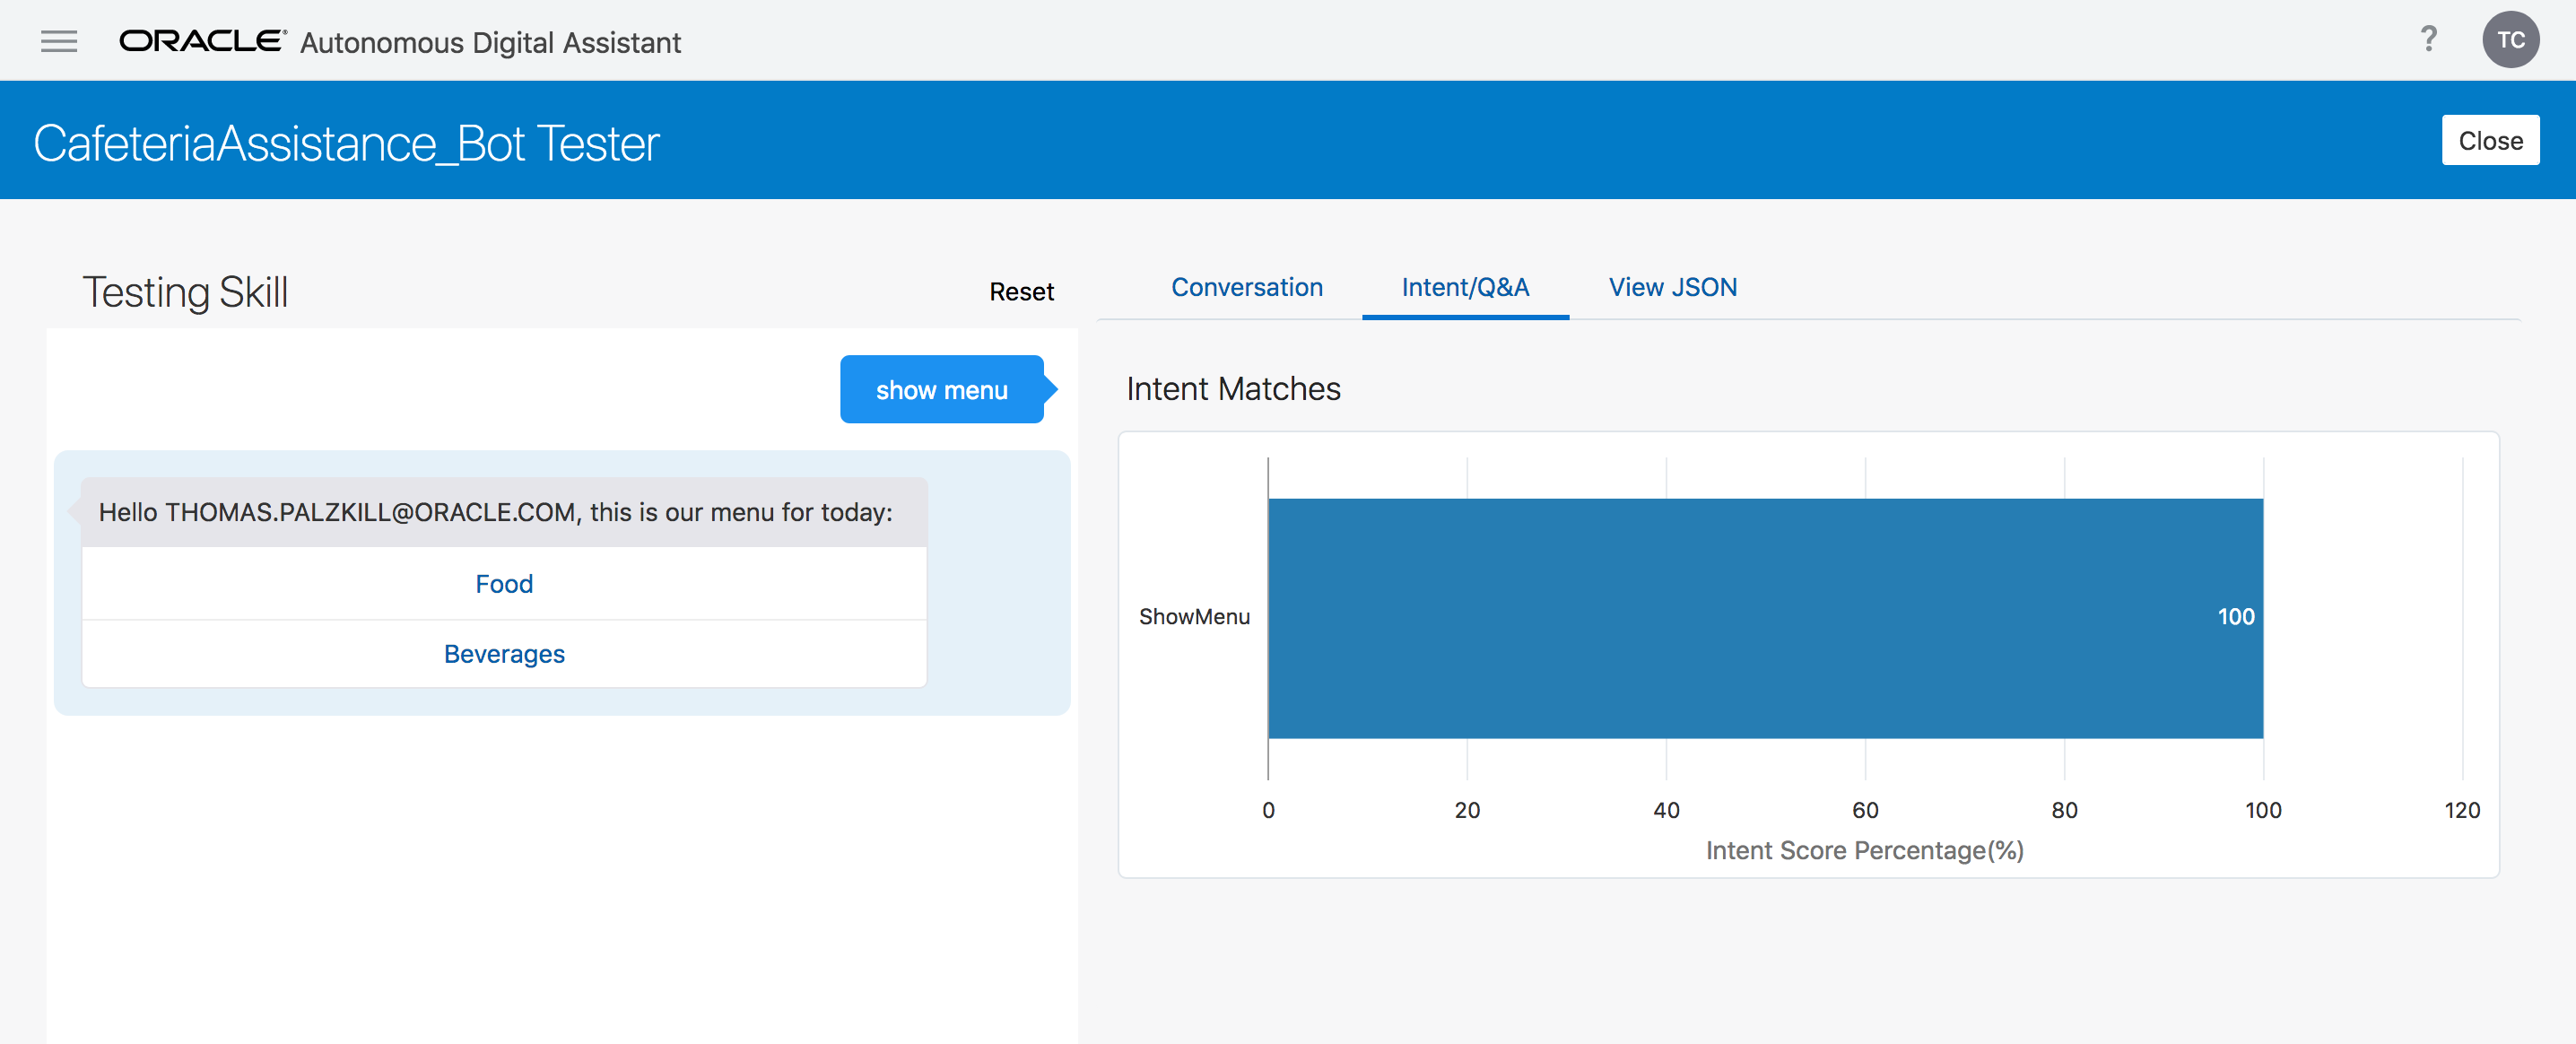 ORACLE® Autonomous Digital Assistant
?
TC
CafeteriaAssistance_Bot Tester
Close
Testing Skill
Reset
show menu
Hello THOMAS.PALZKILL@ORACLE.COM, this is our menu for today:
Food
Beverages
Conversation
Intent/Q&A
View JSON
Intent Matches
ShowMenu
100
0 20 40 60 80 100 120
Intent Score Percentage(%)